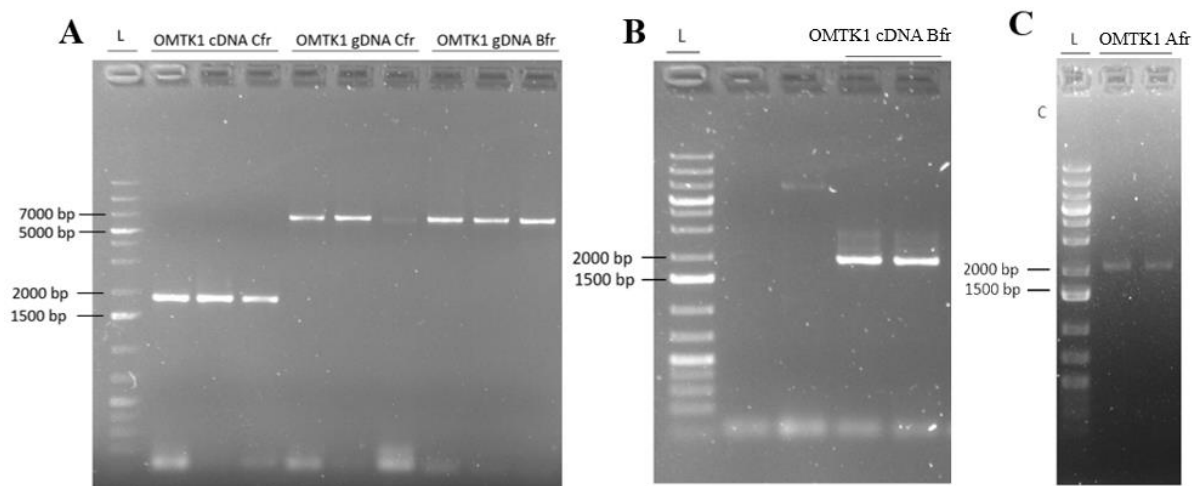 A
L
OMTK1 cDNA Cfr
OMTK1 gDNA Cfr
OMTK1 gDNA Bfr
7000 bp
5000 bp
2000 bp
1500 bp
B
L
OMTK1 cDNA Bfr
2000 bp
1500 bp
C
L
OMTK1 Afr
C
2000 bp
1500 bp